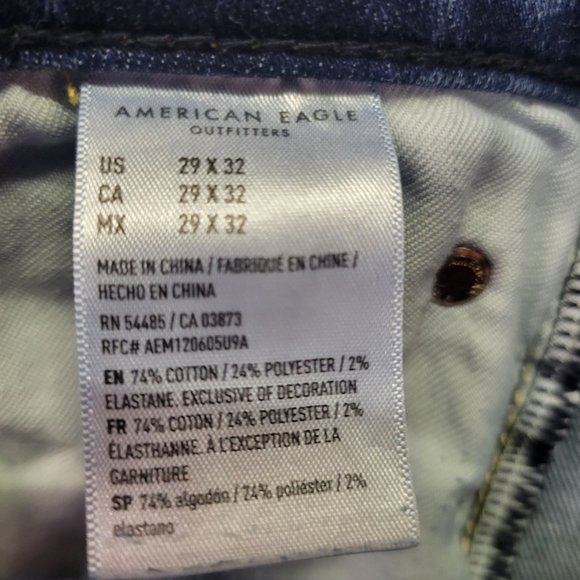 AMERICAN EAGLE
OUTFITTERS
US 29 X 32
CA 29 X 32
MX 29 X 32
MADE IN CHINA / FABRIQUÉ EN CHINE /
HECHO EN CHINA
RN 54485 / CA 03873
RFC# AEM120605U9A
EN 74% COTTON / 24% POLYESTER / 2%
ELASTANE. EXCLUSIVE OF DECORATION
FR 74% COTON / 24% POLYESTER / 2%
ÉLASTHANNE. À L'EXCEPTION DE LA
GARNITURE
SP 74% algodón / 24% poliéster / 2%
elastano